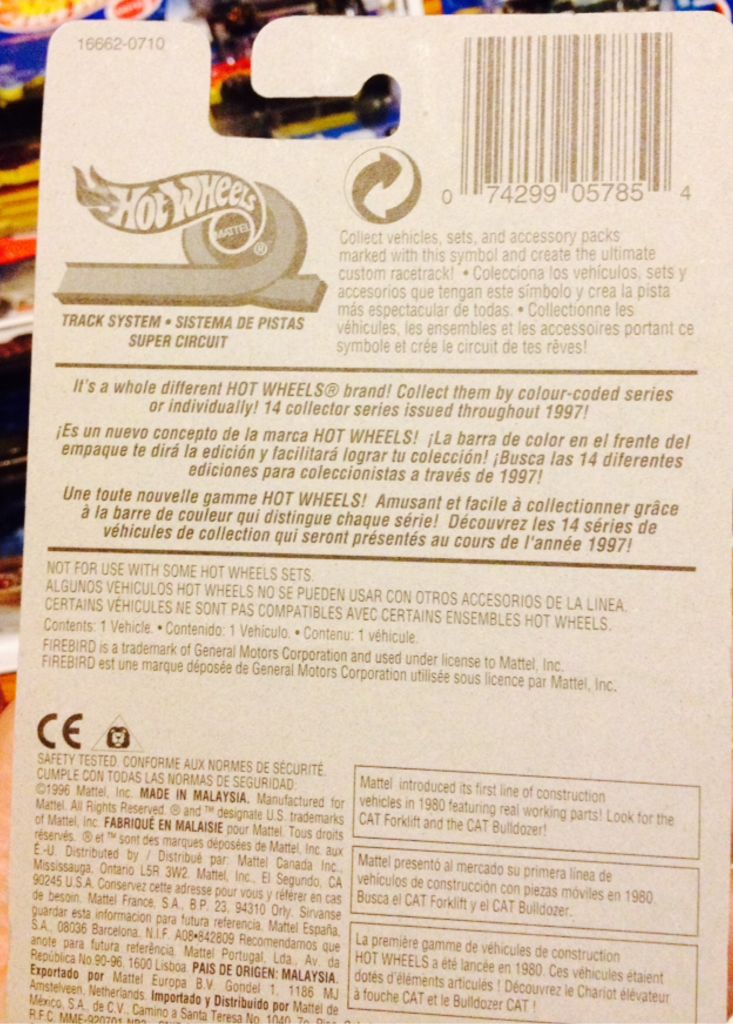 16662-0710
HOT WHEELS
MATTEL
®
TRACK SYSTEM • SISTEMA DE PISTAS
SUPER CIRCUIT
0 74299 05785 4
Collect vehicles, sets, and accessory packs
marked with this symbol and create the ultimate
custom racetrack! • Colecciona los vehículos, sets y
accesorios que tengan este símbolo y crea la pista
más espectacular de todas. • Collectionne les
véhicules, les ensembles et les accessoires portant ce
symbole et crée le circuit de tes rêves!
It's a whole different HOT WHEELS® brand! Collect them by colour-coded series
or individually! 14 collector series issued throughout 1997!
¡Es un nuevo concepto de la marca HOT WHEELS! ¡La barra de color en el frente del
empaque te dirá la edición y facilitará lograr tu colección! ¡Busca las 14 diferentes
ediciones para coleccionistas a través de 1997!
Une toute nouvelle gamme HOT WHEELS! Amusant et facile à collectionner grâce
à la barre de couleur qui distingue chaque série! Découvrez les 14 séries de
véhicules de collection qui seront présentés au cours de l'année 1997!
NOT FOR USE WITH SOME HOT WHEELS SETS.
ALGUNOS VEHICULOS HOT WHEELS NO SE PUEDEN USAR CON OTROS ACCESORIOS DE LA LINEA.
CERTAINS VÉHICULES NE SONT PAS COMPATIBLES AVEC CERTAINS ENSEMBLES HOT WHEELS.
Contents: 1 Vehicle. • Contenido: 1 Vehículo. • Contenu: 1 véhicule.
FIREBIRD is a trademark of General Motors Corporation and used under license to Mattel, Inc.
FIREBIRD est une marque déposée de General Motors Corporation utilisée sous licence par Mattel, Inc.
CE
SAFETY TESTED. CONFORME AUX NORMES DE SÉCURITÉ.
CUMPLE CON TODAS LAS NORMAS DE SEGURIDAD.
©1996 Mattel, Inc. MADE IN MALAYSIA. Manufactured for
Mattel. All Rights Reserved. ® and ™ designate U.S. trademarks
of Mattel, Inc. FABRIQUÉ EN MALAISIE pour Mattel. Tous droits
réservés. ® et ™ sont des marques déposées de Mattel, Inc. aux
É.-U. Distributed by / Distribué par: Mattel Canada Inc.,
Mississauga, Ontario L5R 3W2. Mattel, Inc., El Segundo, CA
90245 U.S.A. Conservez cette adresse pour vous y référer en cas
de besoin. Mattel France, S.A., B.P. 23, 94310 Orly. Sirvanse
guardar esta información para futura referencia. Mattel España,
S.A., 08036 Barcelona. N.I.F. A08•842809 Recomendamos que
anote para futura referência. Mattel Portugal, Lda., Av. da
República No.90-96, 1600 Lisboa. PAIS DE ORIGEN: MALAYSIA.
Exportado por Mattel Europa B.V. Gondel 1, 1186 MJ
Amstelveen, Netherlands. Importado y Distribuido por Mattel de
México, S.A. de C.V., Camino a Santa Teresa No. 1040, 7o. Piso
R.F.C. MME-920701
Mattel introduced its first line of construction
vehicles in 1980 featuring real working parts! Look for the
CAT Forklift and the CAT Bulldozer!
Mattel presentó al mercado su primera línea de
vehículos de construcción con piezas móviles en 1980.
Busca el CAT Forklift y el CAT Bulldozer.
La première gamme de véhicules de construction
HOT WHEELS a été lancée en 1980. Ces véhicules étaient
dotés d'éléments articulés ! Découvrez le Chariot élévateur
à fouche CAT et le Bulldozer CAT !